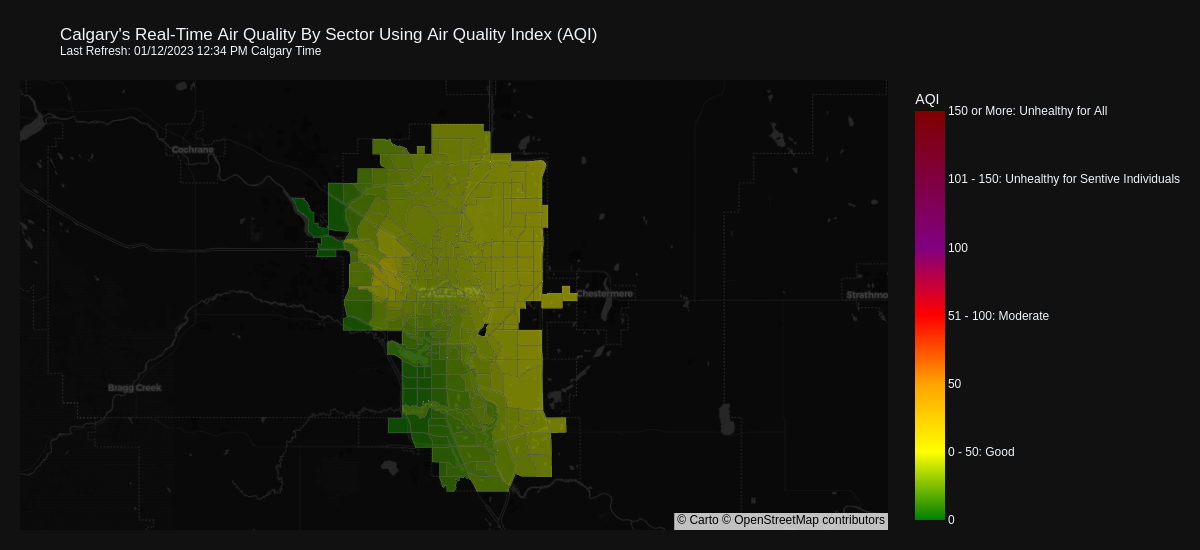 Calgary's Real-Time Air Quality By Sector Using Air Quality Index (AQI)
Last Refresh: 01/12/2023 12:34 PM Calgary Time
AQI
150 or More: Unhealthy for All
Cochrane
101 - 150: Unhealthy for Sentive Individuals
100
CALGARY
Chestermere
Strathmo
51 - 100: Moderate
Bragg Creek
50
0 - 50: Good
0
© Carto © OpenStreetMap contributors